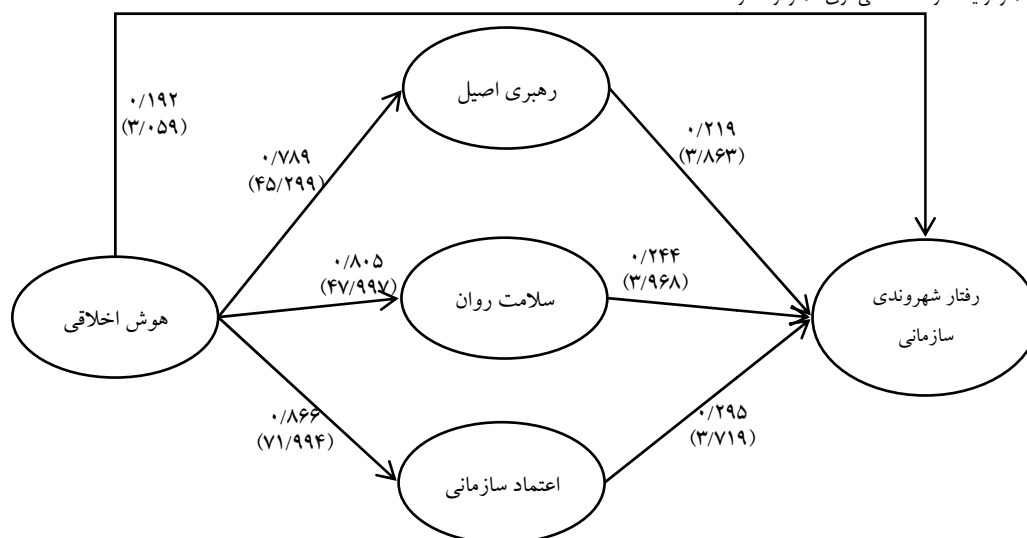 رهبری اصیل
۰/۱۹۲
(۳/۰۵۹)
۰/۲۱۹
(۳/۸۶۳)
۰/۷۸۹
(۴۵/۲۹۹)
۰/۸۰۵
(۴۷/۹۹۷)
۰/۲۴۴
(۳/۹۶۸)
سلامت روان
هوش اخلاقی
رفتار شهروندی
سازمانی
۰/۸۶۶
(۷۱/۹۹۴)
۰/۲۹۵
(۳/۷۱۹)
اعتماد سازمانی